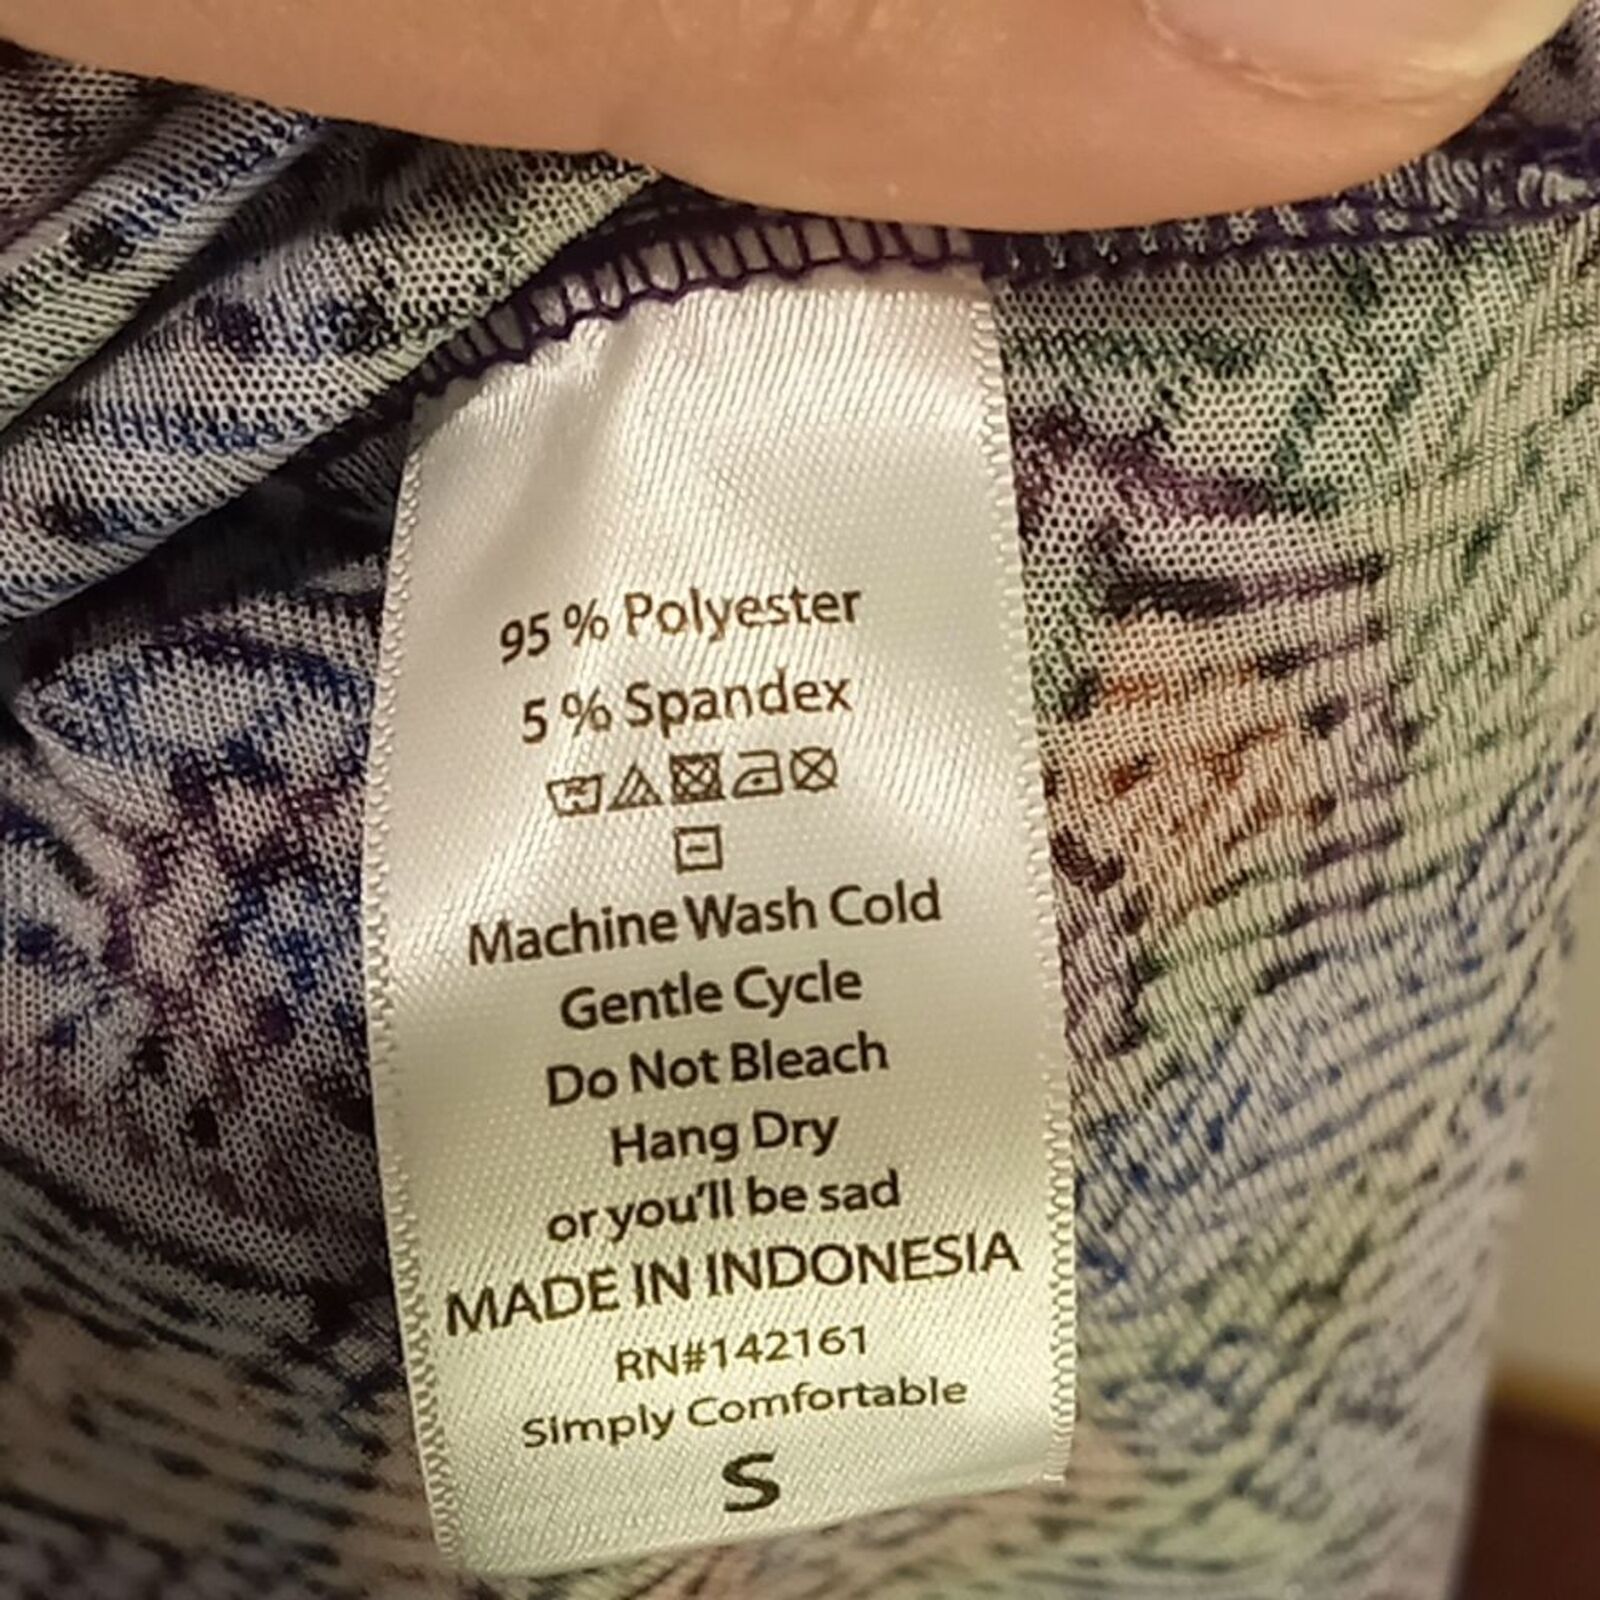 95 % Polyester
5 % Spandex
Machine Wash Cold
Gentle Cycle
Do Not Bleach
Hang Dry
or you'll be sad
MADE IN INDONESIA
RN#142161
Simply Comfortable
S